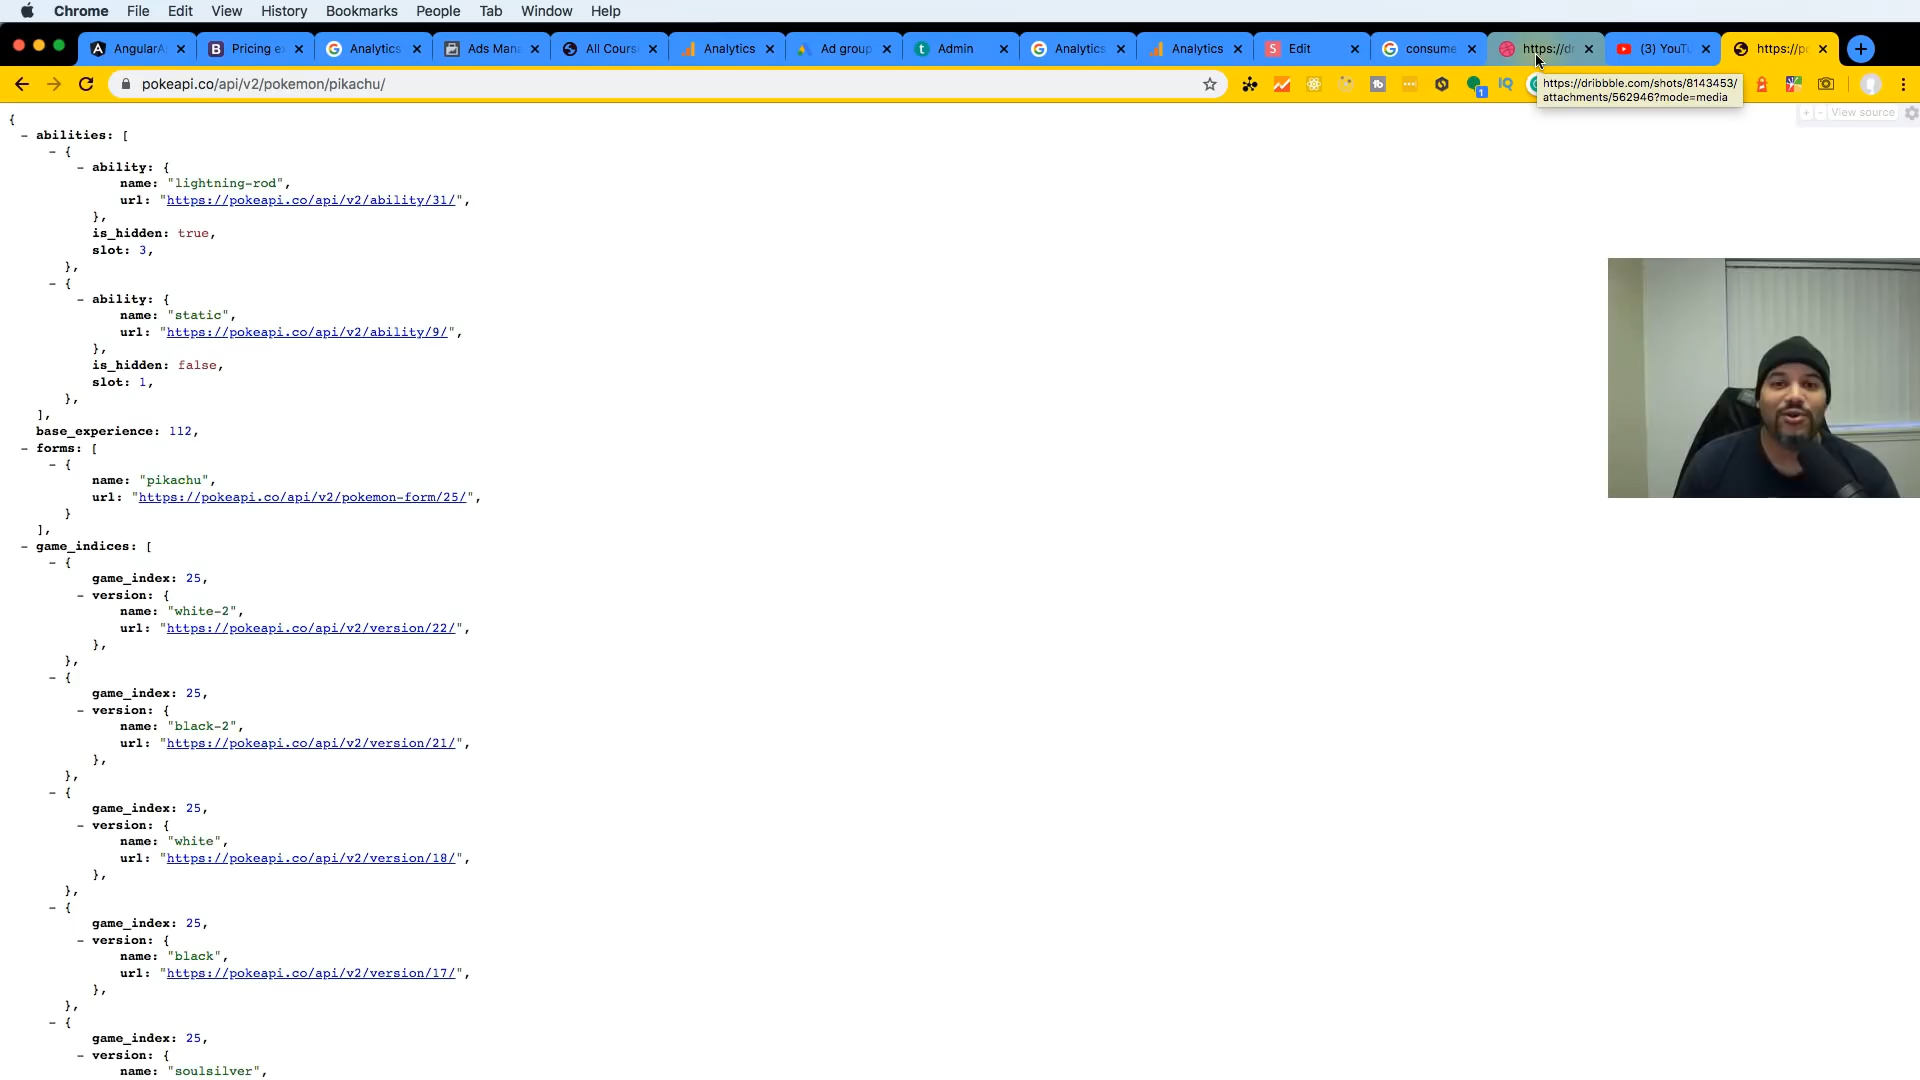 Chrome File Edit View History Bookmarks People Tab Window Help
AngularA Pricing e Analytics Ads Mana All Cours Analytics Ad group Admin Analytics Analytics Edit consume https://dr (3) YouTu https://po
pokeapi.co/api/v2/pokemon/pikachu/
1
IQ
https://dribbble.com/shots/8143453/
attachments/562946?mode=media
+ - View source
{
- abilities: [
- {
- ability: {
name: "lightning-rod",
url: "https://pokeapi.co/api/v2/ability/31/",
},
is_hidden: true,
slot: 3,
},
- {
- ability: {
name: "static",
url: "https://pokeapi.co/api/v2/ability/9/",
},
is_hidden: false,
slot: 1,
},
],
base_experience: 112,
- forms: [
- {
name: "pikachu",
url: "https://pokeapi.co/api/v2/pokemon-form/25/",
}
],
- game_indices: [
- {
game_index: 25,
- version: {
name: "white-2",
url: "https://pokeapi.co/api/v2/version/22/",
},
},
- {
game_index: 25,
- version: {
name: "black-2",
url: "https://pokeapi.co/api/v2/version/21/",
},
},
- {
game_index: 25,
- version: {
name: "white",
url: "https://pokeapi.co/api/v2/version/18/",
},
},
- {
game_index: 25,
- version: {
name: "black",
url: "https://pokeapi.co/api/v2/version/17/",
},
},
- {
game_index: 25,
- version: {
name: "soulsilver",